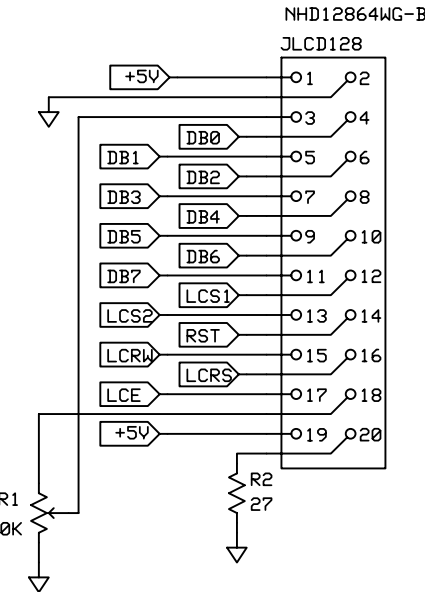 NHD12864WG-B
JLCD128
+5V 1 2
3 4
DB0
DB1 5 6
DB2
DB3 7 8
DB4
DB5 9 10
DB6
DB7 11 12
LCS1
LCS2 13 14
RST
LCRW 15 16
LCRS
LCE 17 18
+5V 19 20
R2
27
R1
0K